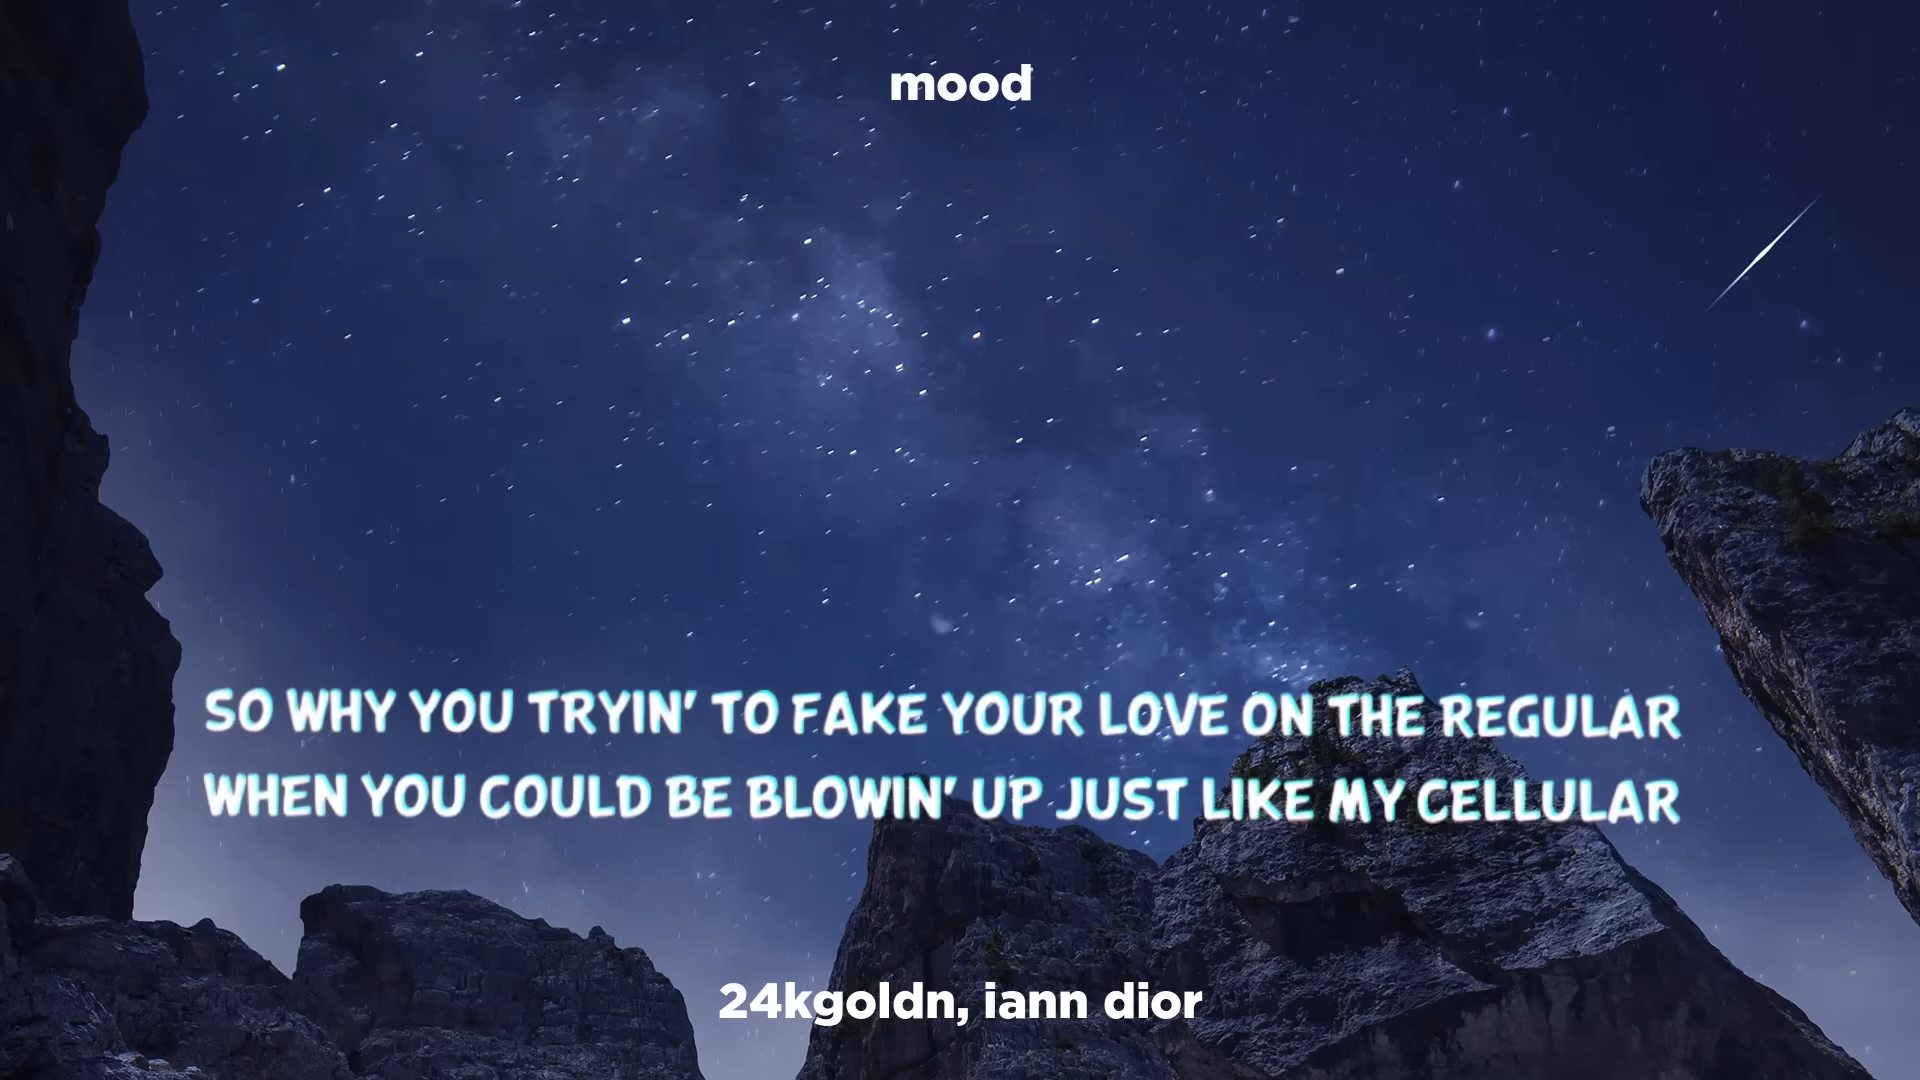 mood
SO WHY YOU TRYIN' TO FAKE YOUR LOVE ON THE REGULAR
WHEN YOU COULD BE BLOWIN' UP JUST LIKE MY CELLULAR
24kgoldn, iann dior